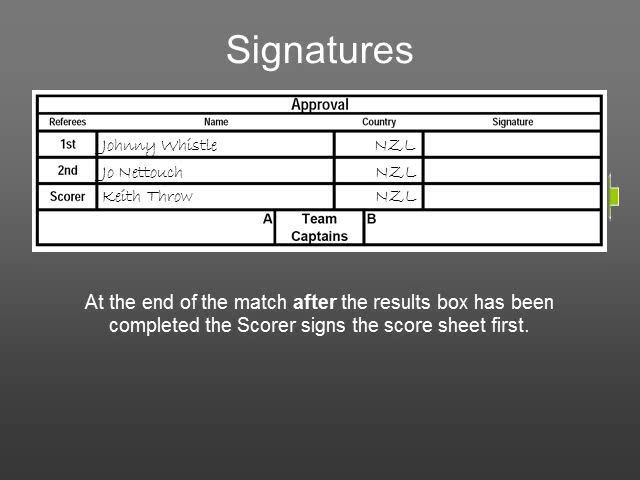 Signatures
Approval
Referees Name Country Signature
1st Johnny Whistle NZL
2nd Jo Nettouch NZL
Scorer Keith Throw NZL
A Team Captains B
At the end of the match after the results box has been
completed the Scorer signs the score sheet first.